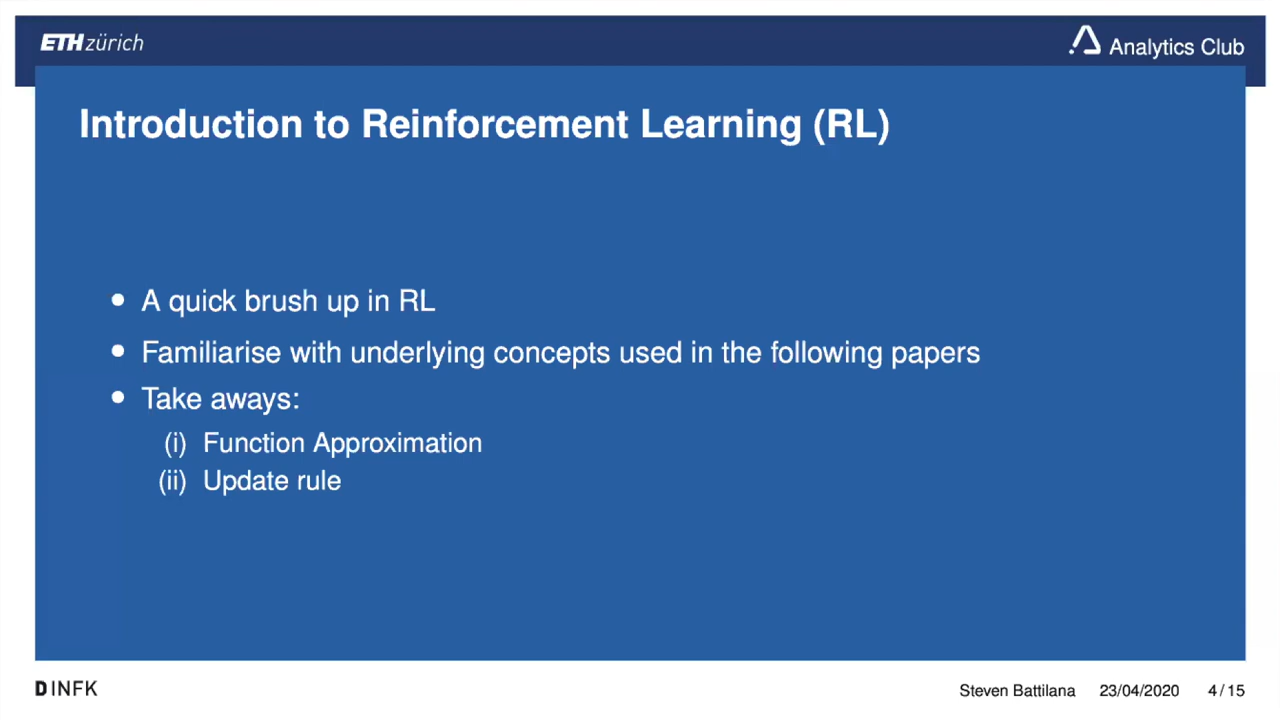 ETH zürich
Analytics Club
Introduction to Reinforcement Learning (RL)
• A quick brush up in RL
• Familiarise with underlying concepts used in the following papers
• Take aways:
(i) Function Approximation
(ii) Update rule
D INFK
Steven Battilana 23/04/2020 4/15